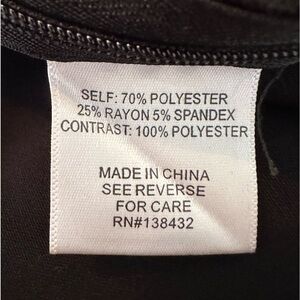 SELF: 70% POLYESTER
25% RAYON 5% SPANDEX
CONTRAST: 100% POLYESTER
MADE IN CHINA
SEE REVERSE
FOR CARE
RN#138432